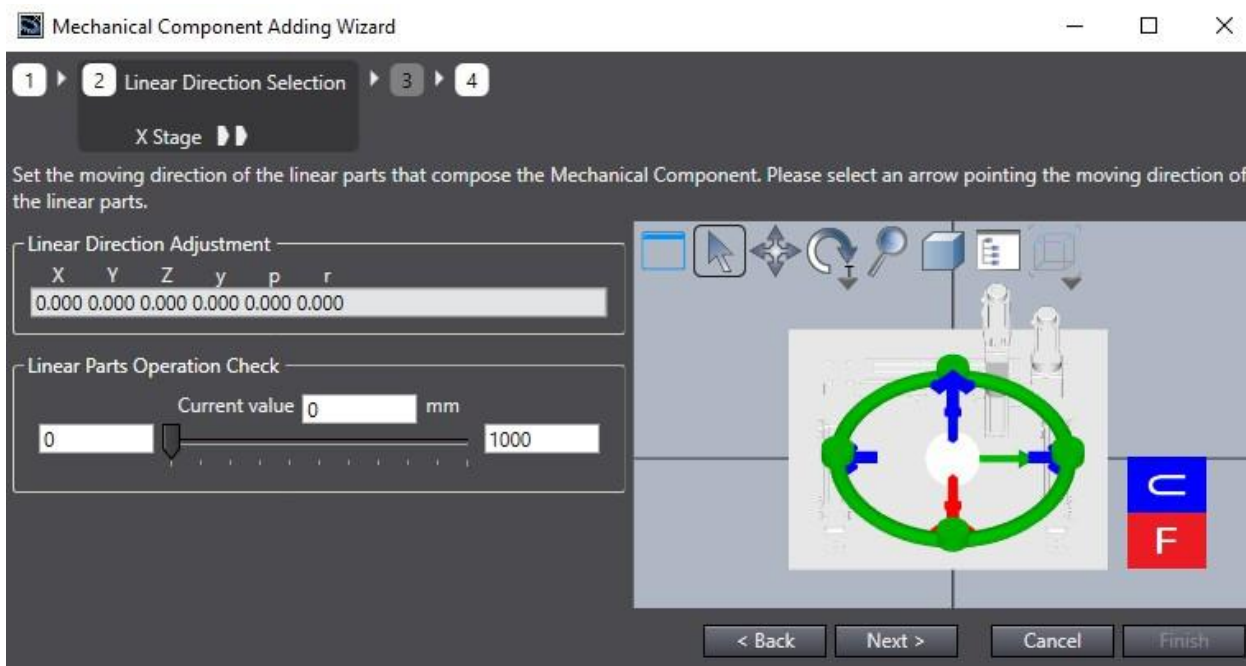 Mechanical Component Adding Wizard
1 2 Linear Direction Selection 3 4
X Stage
Set the moving direction of the linear parts that compose the Mechanical Component. Please select an arrow pointing the moving direction of
the linear parts.
Linear Direction Adjustment
X Y Z y p r
0.000 0.000 0.000 0.000 0.000 0.000
Linear Parts Operation Check
Current value 0 mm
0 1000
T
U
F
< Back Next > Cancel Finish